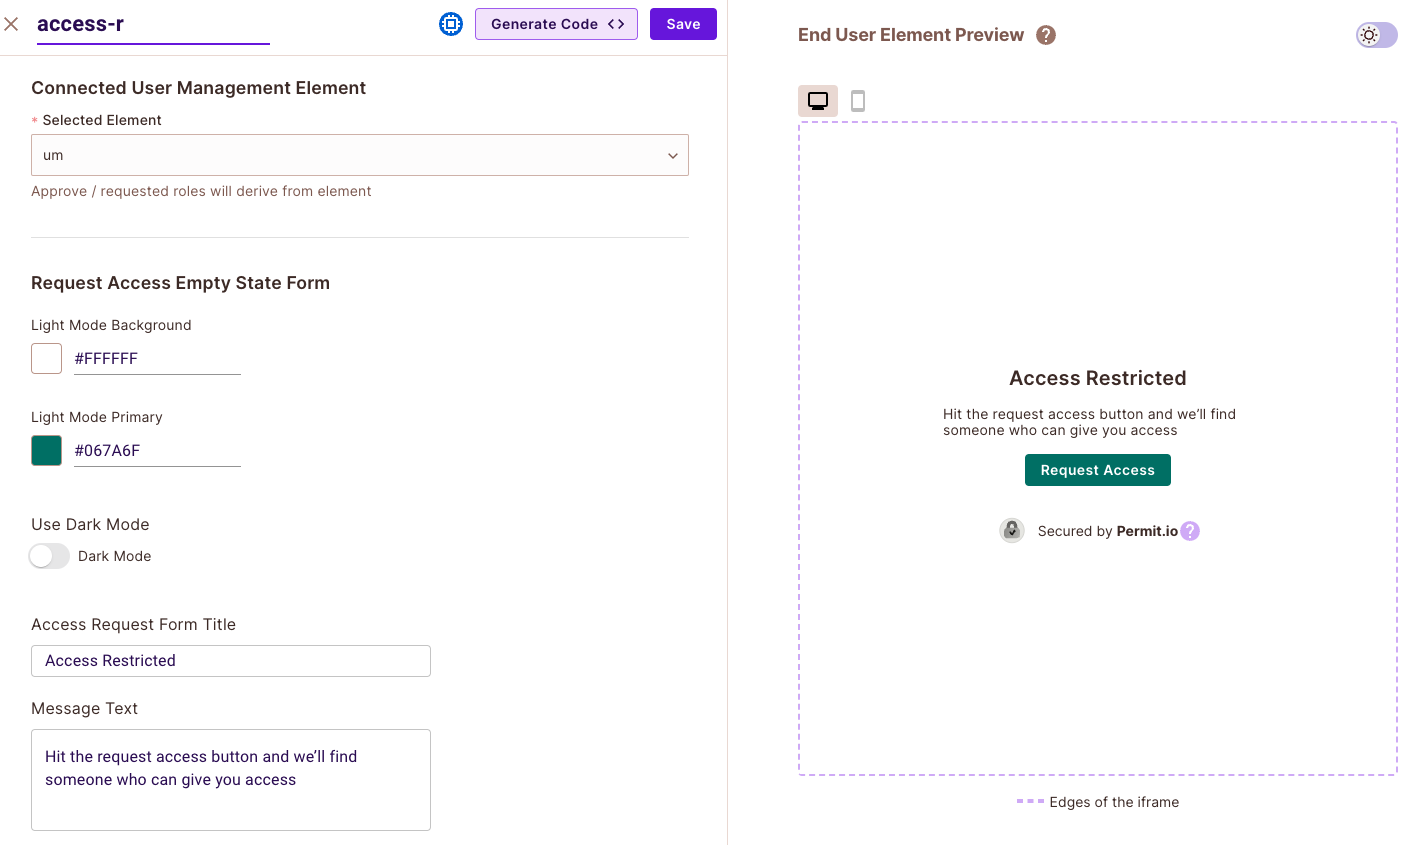 access-r
Generate Code <>
Save
Connected User Management Element
* Selected Element
um
Approve / requested roles will derive from element
Request Access Empty State Form
Light Mode Background
#FFFFFF
Light Mode Primary
#067A6F
Use Dark Mode
Dark Mode
Access Request Form Title
Access Restricted
Message Text
Hit the request access button and we’ll find
someone who can give you access
End User Element Preview ?
Access Restricted
Hit the request access button and we’ll find
someone who can give you access
Request Access
Secured by Permit.io ?
Edges of the iframe